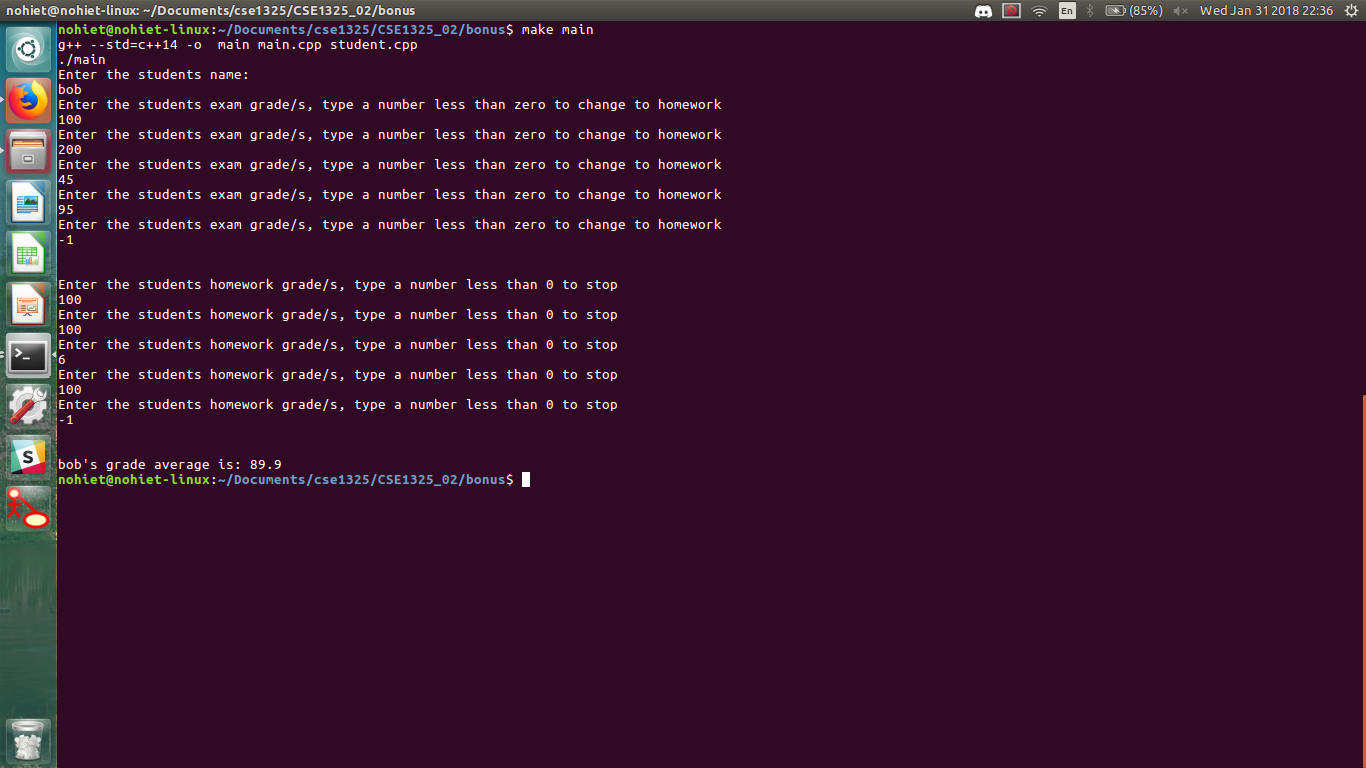 nohiet@nohiet-linux: ~/Documents/cse1325/CSE1325_02/bonus
En (85%) Wed Jan 31 2018 22:36
nohiet@nohiet-linux:~/Documents/cse1325/CSE1325_02/bonus$ make main
g++ --std=c++14 -o  main main.cpp student.cpp
./main
Enter the students name:
bob
Enter the students exam grade/s, type a number less than zero to change to homework
100
Enter the students exam grade/s, type a number less than zero to change to homework
200
Enter the students exam grade/s, type a number less than zero to change to homework
45
Enter the students exam grade/s, type a number less than zero to change to homework
95
Enter the students exam grade/s, type a number less than zero to change to homework
-1
Enter the students homework grade/s, type a number less than 0 to stop
100
Enter the students homework grade/s, type a number less than 0 to stop
100
Enter the students homework grade/s, type a number less than 0 to stop
6
Enter the students homework grade/s, type a number less than 0 to stop
100
Enter the students homework grade/s, type a number less than 0 to stop
-1
bob's grade average is: 89.9
nohiet@nohiet-linux:~/Documents/cse1325/CSE1325_02/bonus$